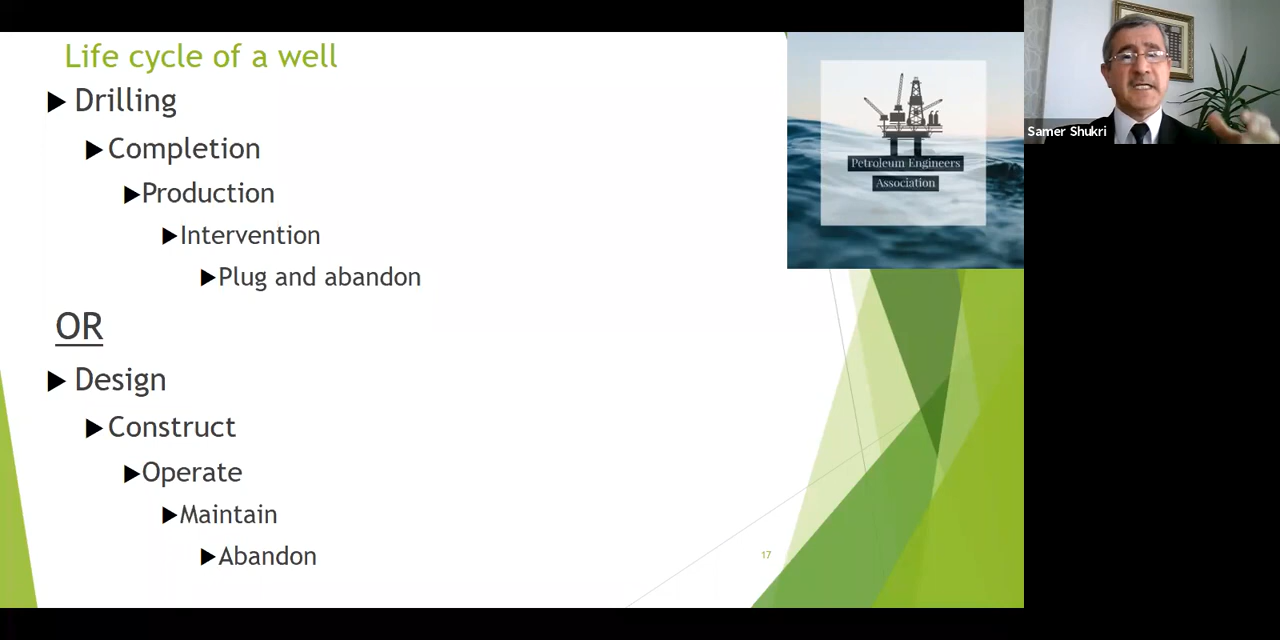 Life cycle of a well
Drilling
Completion
Production
Intervention
Plug and abandon
OR
Design
Construct
Operate
Maintain
Abandon
17
Petroleum Engineers
Association
Samer Shukri